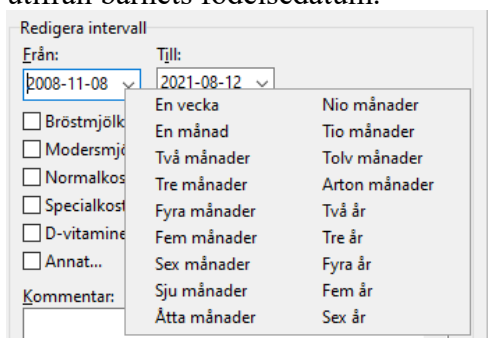 utifrån barnets födelsedatum.
Redigera intervall
Från:
Till:
2008-11-08
2021-08-12
Bröstmjölk
Modersmjö
Normalkos
Specialkost
D-vitamine
Annat...
Kommentar:
En vecka
En månad
Två månader
Tre månader
Fyra månader
Fem månader
Sex månader
Sju månader
Åtta månader
Nio månader
Tio månader
Tolv månader
Arton månader
Två år
Tre år
Fyra år
Fem år
Sex år